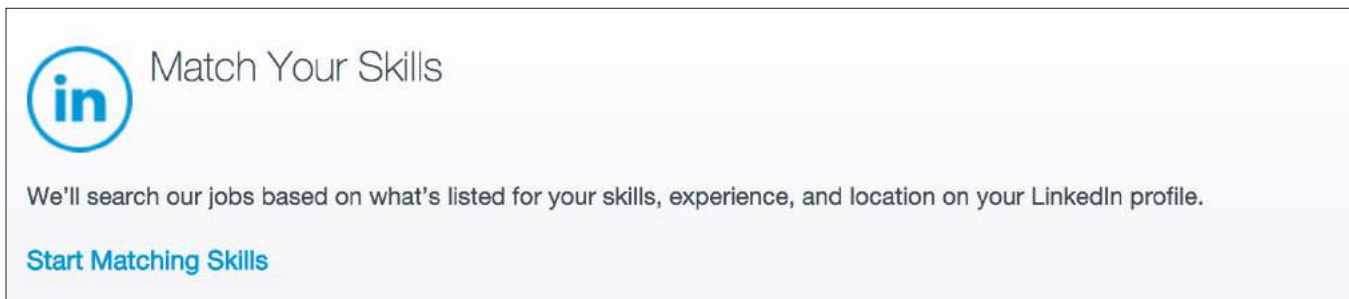 in
Match Your Skills
We'll search our jobs based on what's listed for your skills, experience, and location on your LinkedIn profile.
Start Matching Skills